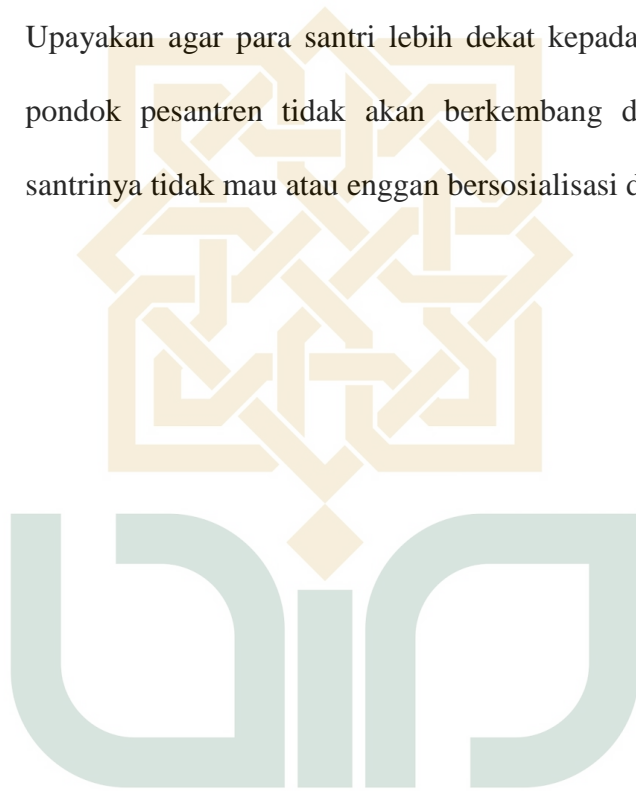 Upayakan agar para santri lebih dekat kepada
pondok pesantren tidak akan berkembang
santrinya tidak mau atau enggan bersosialisasi